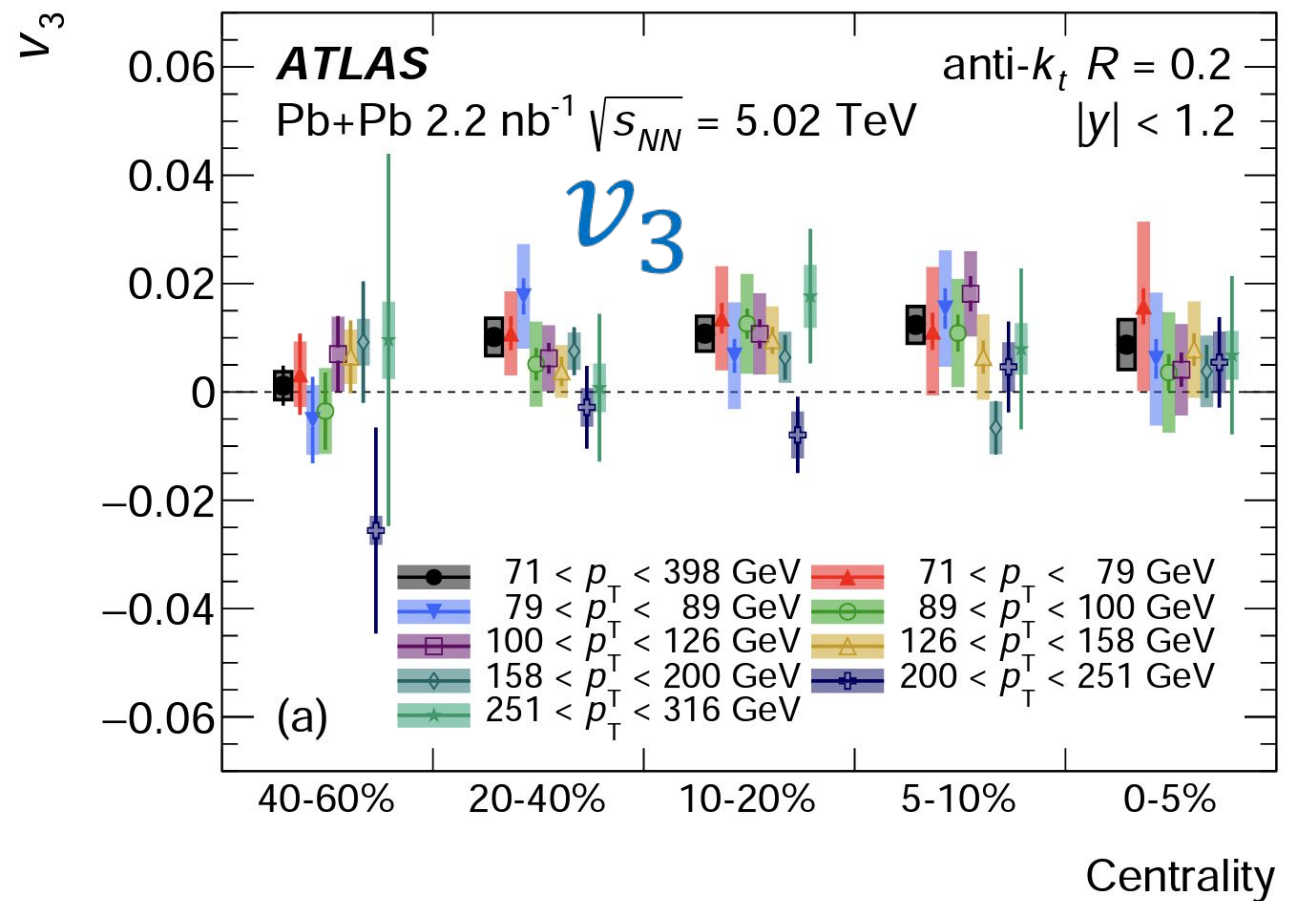 v3
0.06
0.04
0.02
0
−0.02
−0.04
−0.06
ATLAS
anti-kt R = 0.2
Pb+Pb 2.2 nb-1 √sNN = 5.02 TeV
|y| < 1.2
v3
71 < pT < 398 GeV
71 < pT < 79 GeV
79 < pT < 89 GeV
89 < pT < 100 GeV
100 < pT < 126 GeV
126 < pT < 158 GeV
158 < pT < 200 GeV
200 < pT < 251 GeV
251 < pT < 316 GeV
(a)
40-60%
20-40%
10-20%
5-10%
0-5%
Centrality